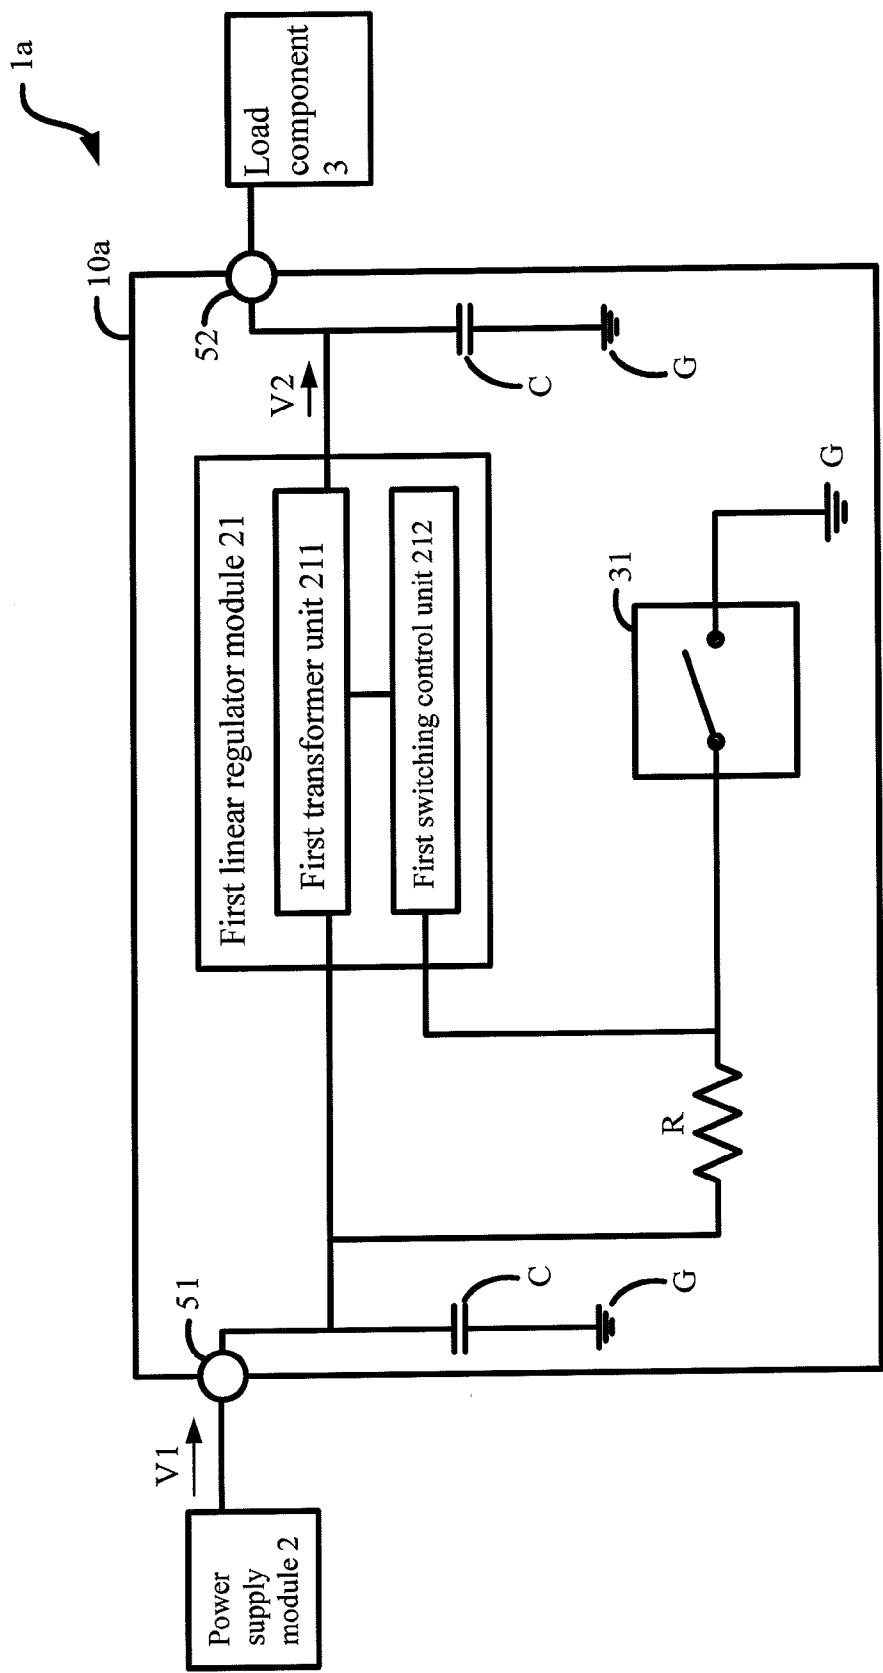 1a
10a
Power
supply
module 2
V1
51
First linear regulator module 21
First transformer unit 211
First switching control unit 212
V2
52
Load
component
3
C
G
R
31
G
C
G